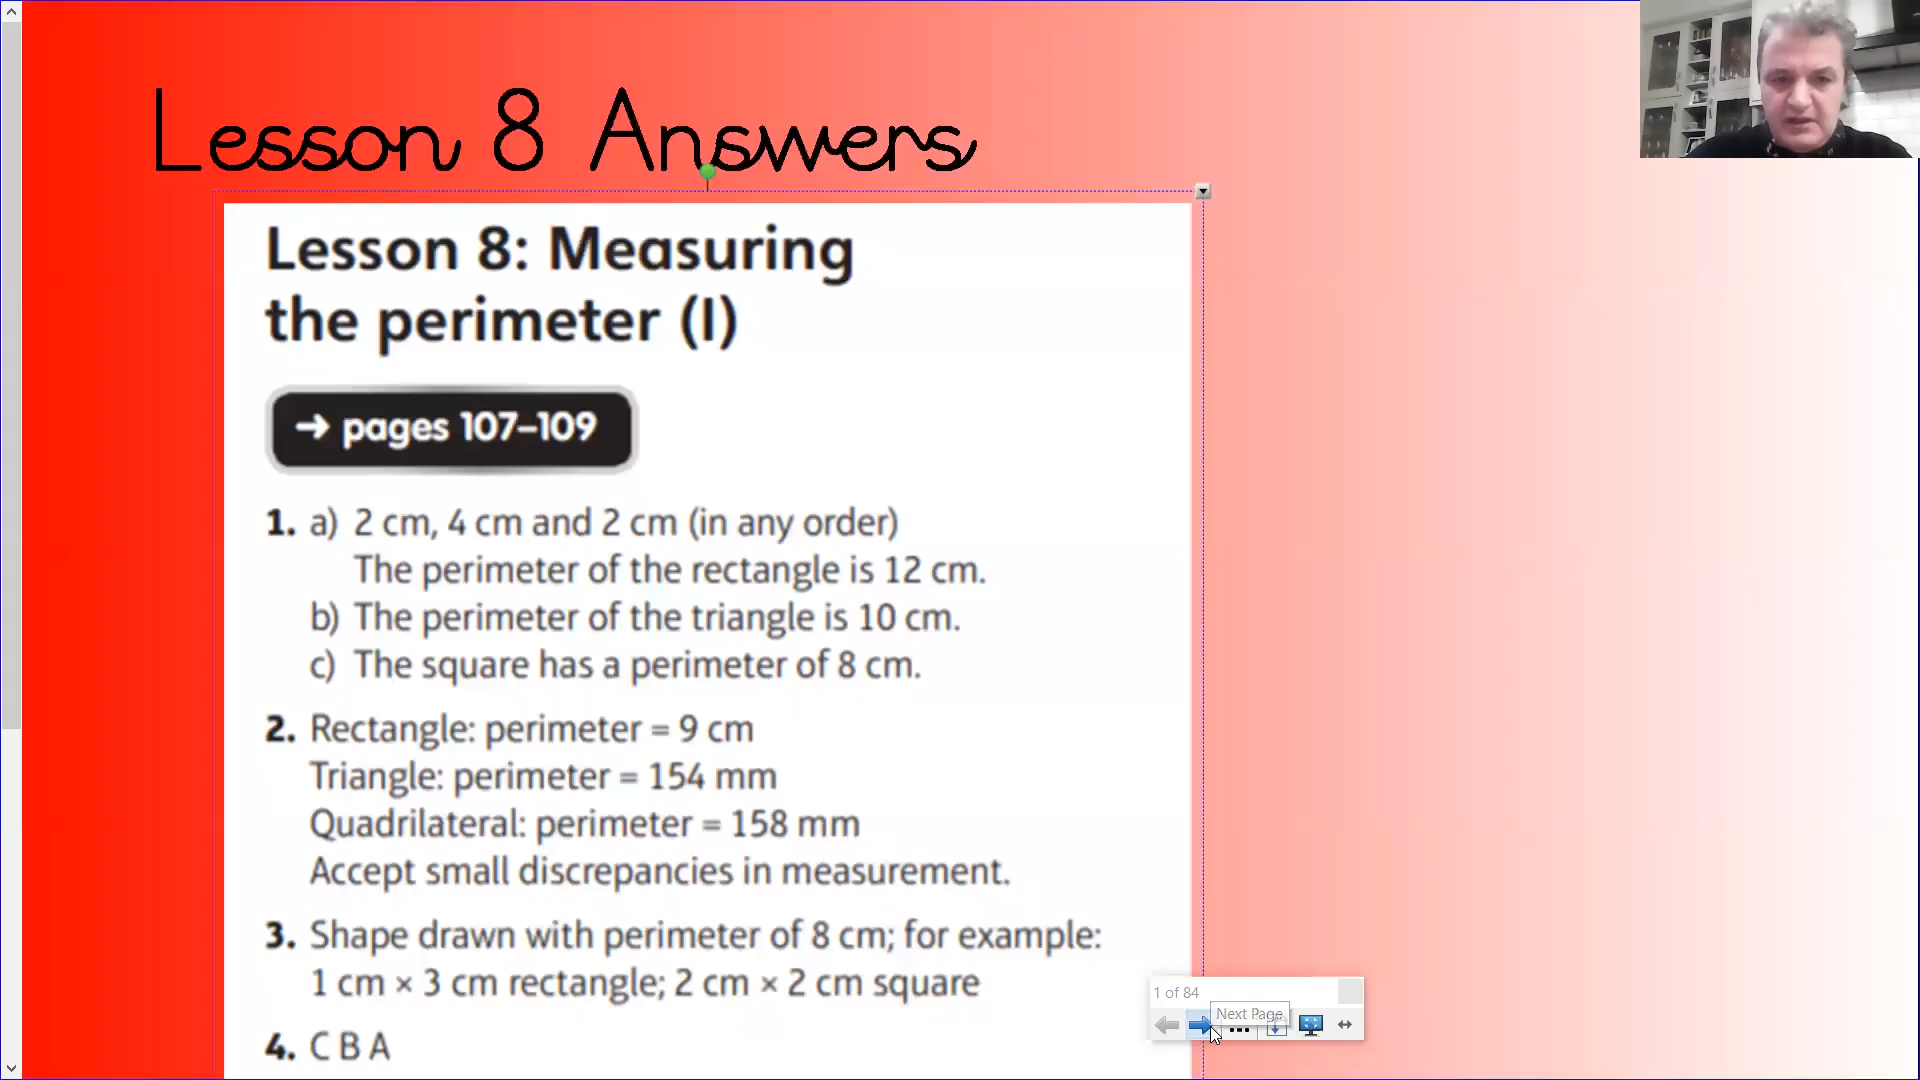 Lesson 8 Answers
Lesson 8: Measuring
the perimeter (I)
→ pages 107–109
1. a) 2 cm, 4 cm and 2 cm (in any order)
The perimeter of the rectangle is 12 cm.
b) The perimeter of the triangle is 10 cm.
c) The square has a perimeter of 8 cm.
2. Rectangle: perimeter = 9 cm
Triangle: perimeter = 154 mm
Quadrilateral: perimeter = 158 mm
Accept small discrepancies in measurement.
3. Shape drawn with perimeter of 8 cm; for example:
1 cm × 3 cm rectangle; 2 cm × 2 cm square
4. C B A
1 of 84
Next Page